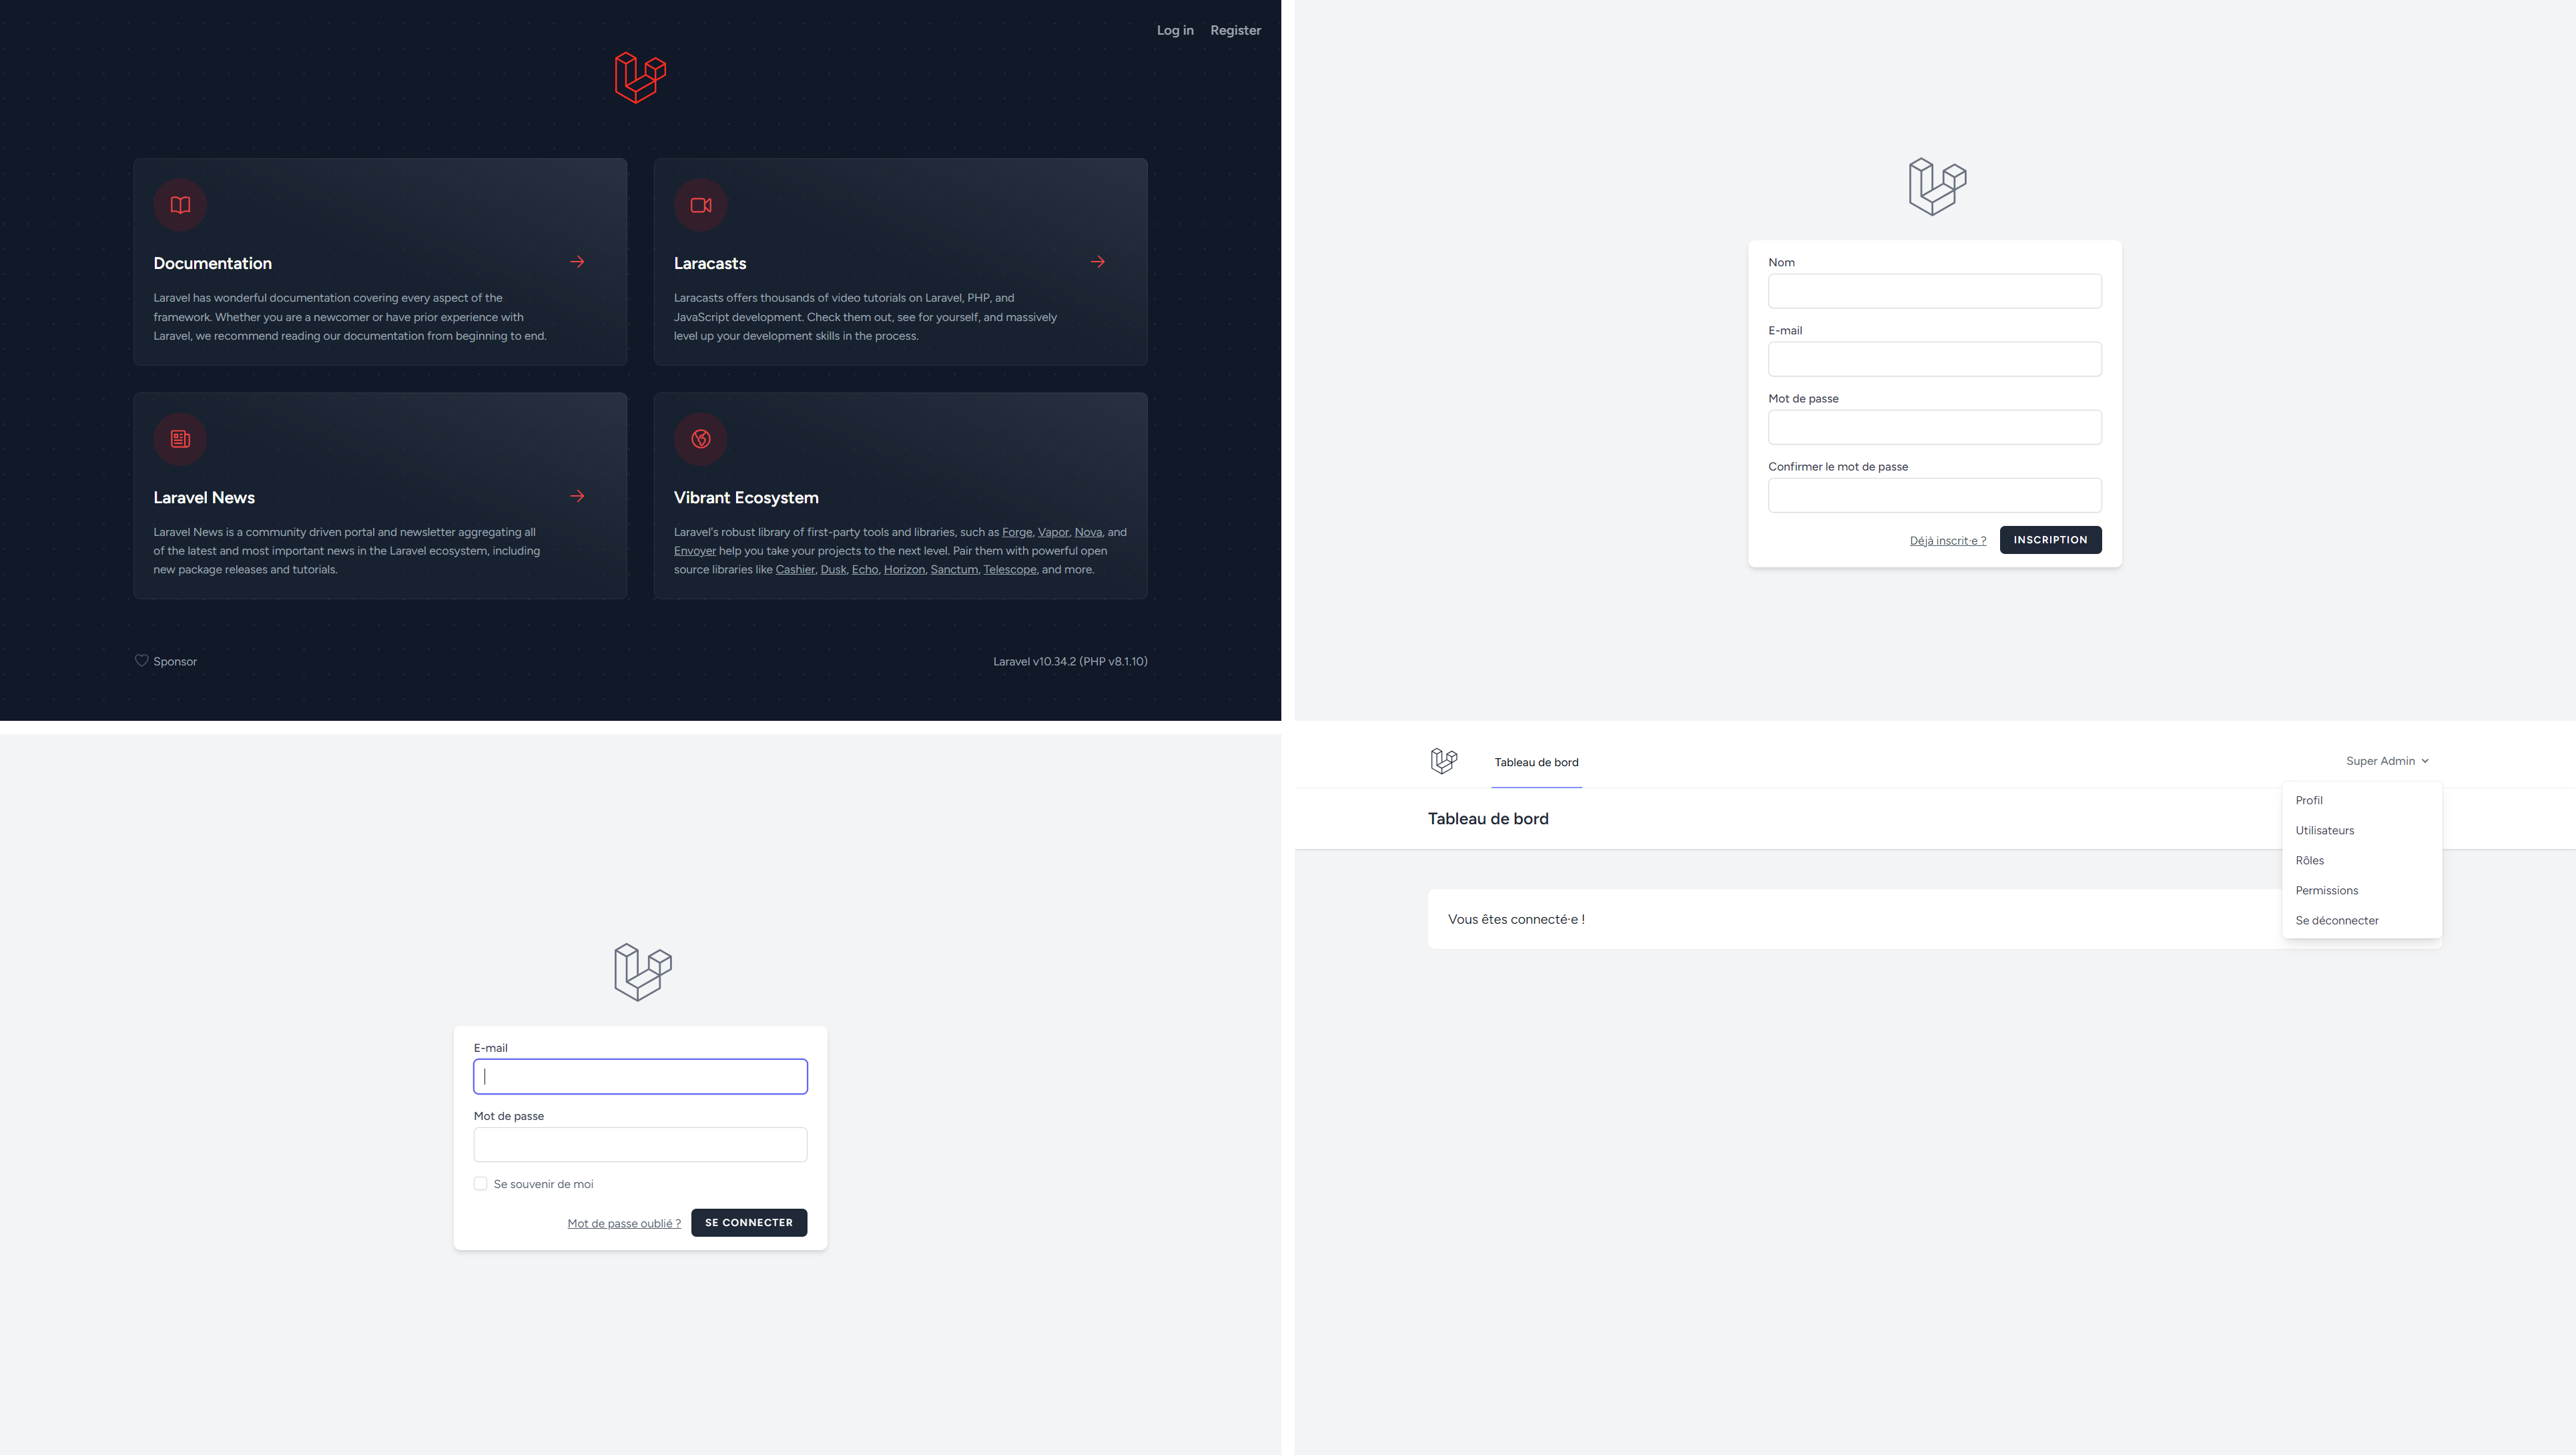 Log in Register
Documentation
Laravel has wonderful documentation covering every aspect of the
framework. Whether you are a newcomer or have prior experience with
Laravel, we recommend reading our documentation from beginning to end.
Laracasts
Laracasts offers thousands of video tutorials on Laravel, PHP, and
JavaScript development. Check them out, see for yourself, and massively
level up your development skills in the process.
Laravel News
Laravel News is a community driven portal and newsletter aggregating all
of the latest and most important news in the Laravel ecosystem, including
new package releases and tutorials.
Vibrant Ecosystem
Laravel's robust library of first-party tools and libraries, such as Forge, Vapor, Nova, and
Envoyer help you take your projects to the next level. Pair them with powerful open
source libraries like Cashier, Dusk, Echo, Horizon, Sanctum, Telescope, and more.
Sponsor
Laravel v10.34.2 (PHP v8.1.10)
Nom
E-mail
Mot de passe
Confirmer le mot de passe
Déjà inscrit·e ? INSCRIPTION
E-mail
Mot de passe
Se souvenir de moi
Mot de passe oublié ? SE CONNECTER
Tableau de bord
Super Admin
Tableau de bord
Profil
Utilisateurs
Rôles
Permissions
Se déconnecter
Vous êtes connecté·e !